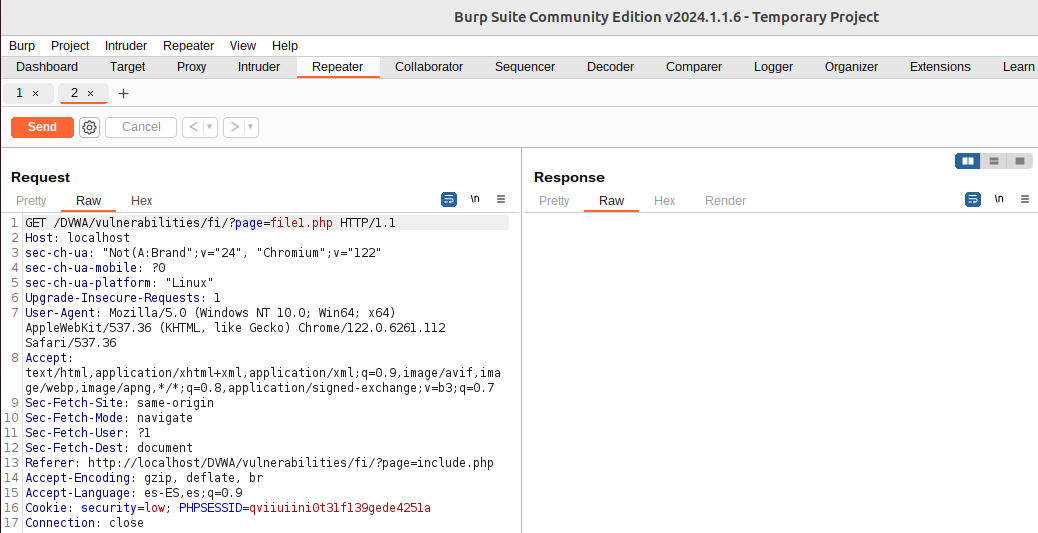 Burp Suite Community Edition v2024.1.1.6 - Temporary Project
Burp Project Intruder Repeater View Help
Dashboard Target Proxy Intruder Repeater Collaborator Sequencer Decoder Comparer Logger Organizer Extensions Learn
1 × 2 × +
Send Cancel < >
Request
Pretty Raw Hex \n
1 GET /DVWA/vulnerabilities/fi/?page=file1.php HTTP/1.1
2 Host: localhost
3 sec-ch-ua: "Not(A:Brand";v="24", "Chromium";v="122"
4 sec-ch-ua-mobile: ?0
5 sec-ch-ua-platform: "Linux"
6 Upgrade-Insecure-Requests: 1
7 User-Agent: Mozilla/5.0 (Windows NT 10.0; Win64; x64)
AppleWebKit/537.36 (KHTML, like Gecko) Chrome/122.0.6261.112
Safari/537.36
8 Accept:
text/html,application/xhtml+xml,application/xml;q=0.9,image/avif,ima
ge/webp,image/apng,*/*;q=0.8,application/signed-exchange;v=b3;q=0.7
9 Sec-Fetch-Site: same-origin
10 Sec-Fetch-Mode: navigate
11 Sec-Fetch-User: ?1
12 Sec-Fetch-Dest: document
13 Referer: http://localhost/DVWA/vulnerabilities/fi/?page=include.php
14 Accept-Encoding: gzip, deflate, br
15 Accept-Language: es-ES,es;q=0.9
16 Cookie: security=low; PHPSESSID=qviiuiini0t31f139gede4251a
17 Connection: close
Response
Pretty Raw Hex Render \n